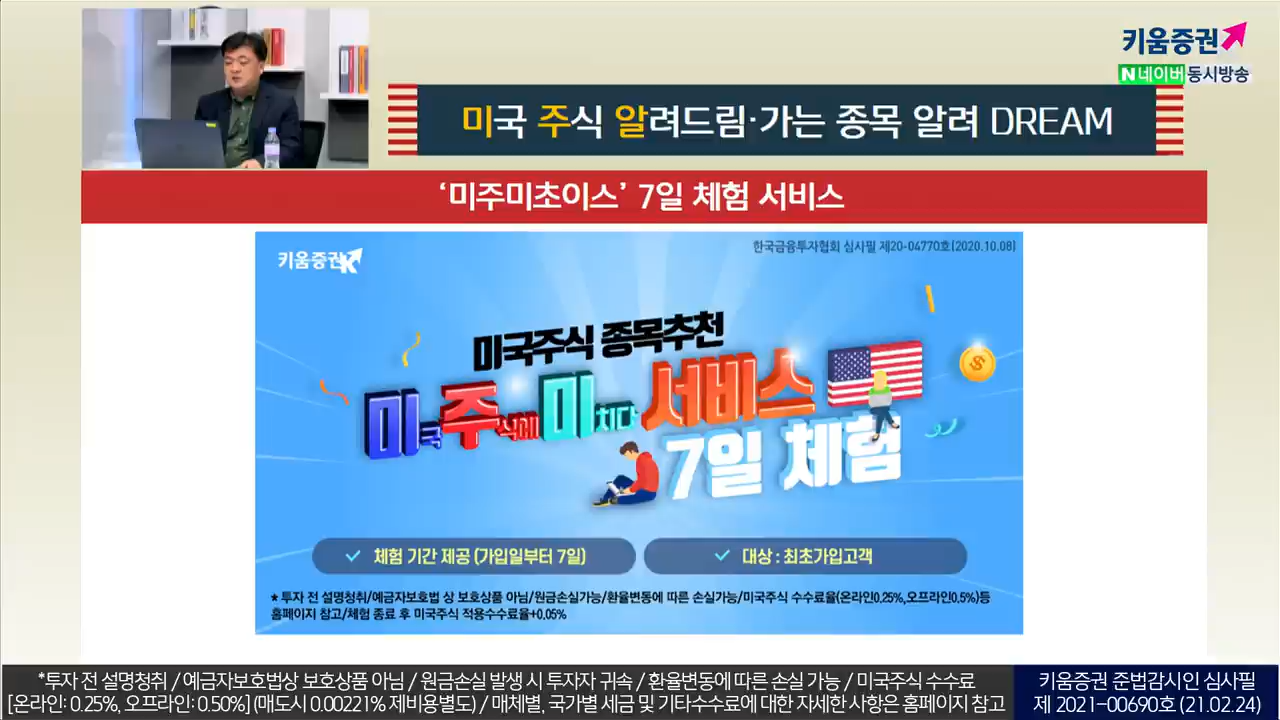 키움증권
N 네이버 동시방송
미국 주식 알려드림·가는 종목 알려 DREAM
‘미주미초이스’ 7일 체험 서비스
키움증권
한국금융투자협회 심사필 제20-04770호(2020.10.08)
미국주식 종목추천
미국주식에미치다 서비스
7일 체험
체험 기간 제공 (가입일부터 7일)
대상 : 최초가입고객
* 투자 전 설명청취/예금자보호법 상 보호상품 아님/원금손실가능/환율변동에 따른 손실가능/미국주식 수수료율(온라인0.25%,오프라인0.5%)등
홈페이지 참고/체험 종료 후 미국주식 적용수수료율+0.05%
*투자 전 설명청취 / 예금자보호법상 보호상품 아님 / 원금손실 발생 시 투자자 귀속 / 환율변동에 따른 손실 가능 / 미국주식 수수료
[온라인: 0.25%, 오프라인: 0.50%] (매도시 0.00221% 제비용별도) / 매체별, 국가별 세금 및 기타수수료에 대한 자세한 사항은 홈페이지 참고
키움증권 준법감시인 심사필
제 2021-00690호 (21.02.24)